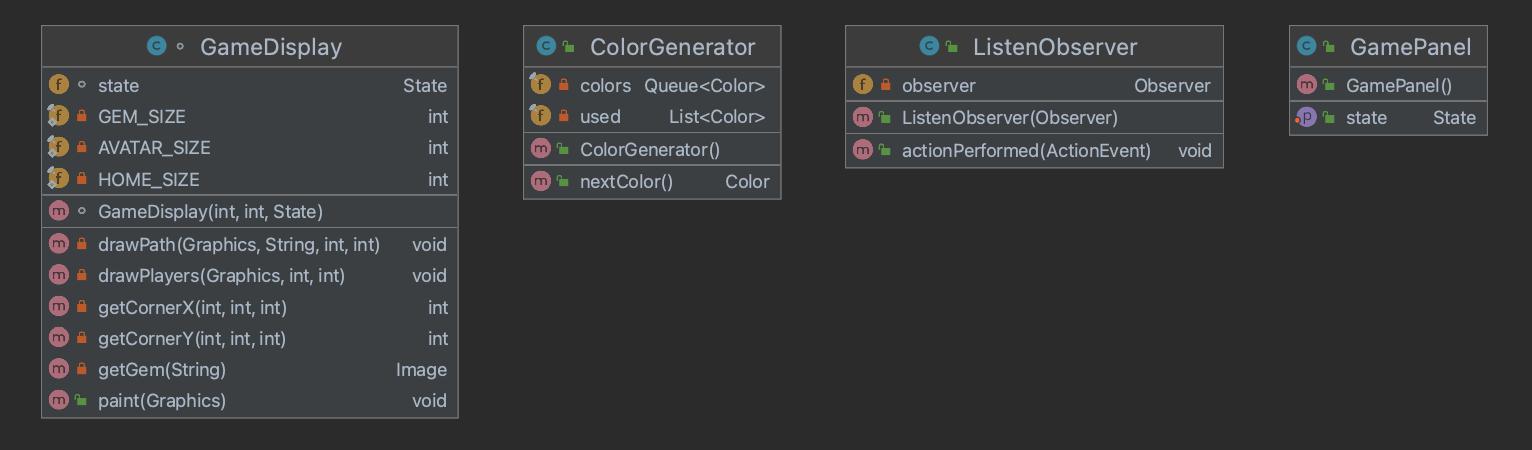 GameDisplay
state State
GEM_SIZE int
AVATAR_SIZE int
HOME_SIZE int
GameDisplay(int, int, State)
drawPath(Graphics, String, int, int) void
drawPlayers(Graphics, int, int) void
getCornerX(int, int, int) int
getCornerY(int, int, int) int
getGem(String) Image
paint(Graphics) void
ColorGenerator
colors Queue<Color>
used List<Color>
ColorGenerator()
nextColor() Color
ListenObserver
observer Observer
ListenObserver(Observer)
actionPerformed(ActionEvent) void
GamePanel
GamePanel()
state State